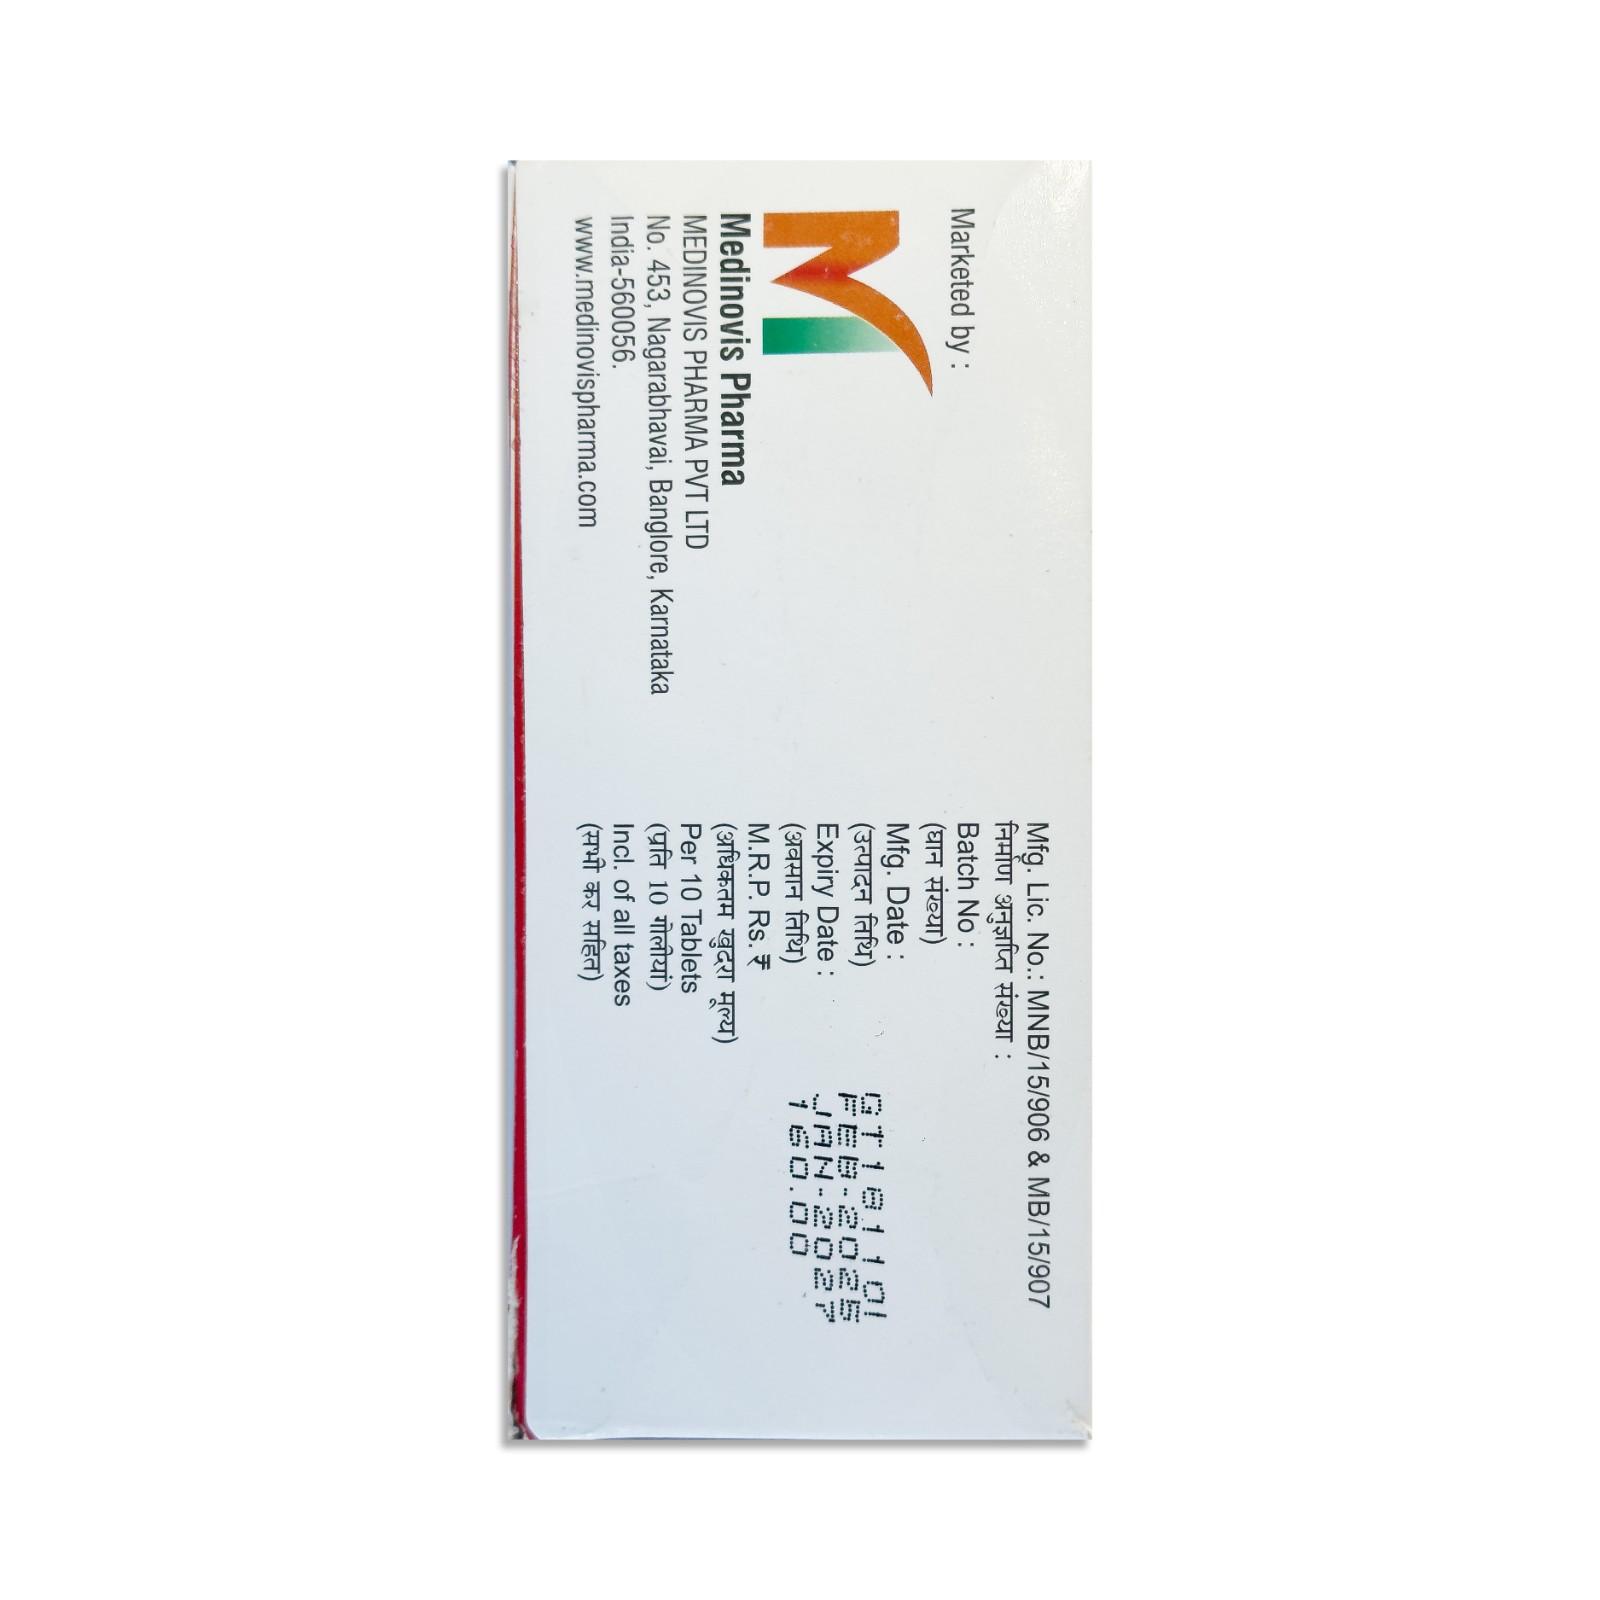 Marketed by :
Medinovis Pharma
MEDINOVIS PHARMA PVT LTD
No. 453, Nagarabhavai, Banglore, Karnataka
India-560056.
www.medinovispharma.com
Mfg. Lic. No.: MNB/15/906 & MB/15/907
निर्माण अनुज्ञप्ति संख्या :
Batch No :
(घान संख्या)
Mfg. Date :
(उत्पादन तिथि)
Expiry Date :
(अवसान तिथि)
M.R.P. Rs. ₹
(अधिकतम खुदरा मूल्य)
Per 10 Tablets
(प्रति 10 गोलीयां)
Incl. of all taxes
(सभी कर सहित)
FEB-2025
JAN-2027
160.00